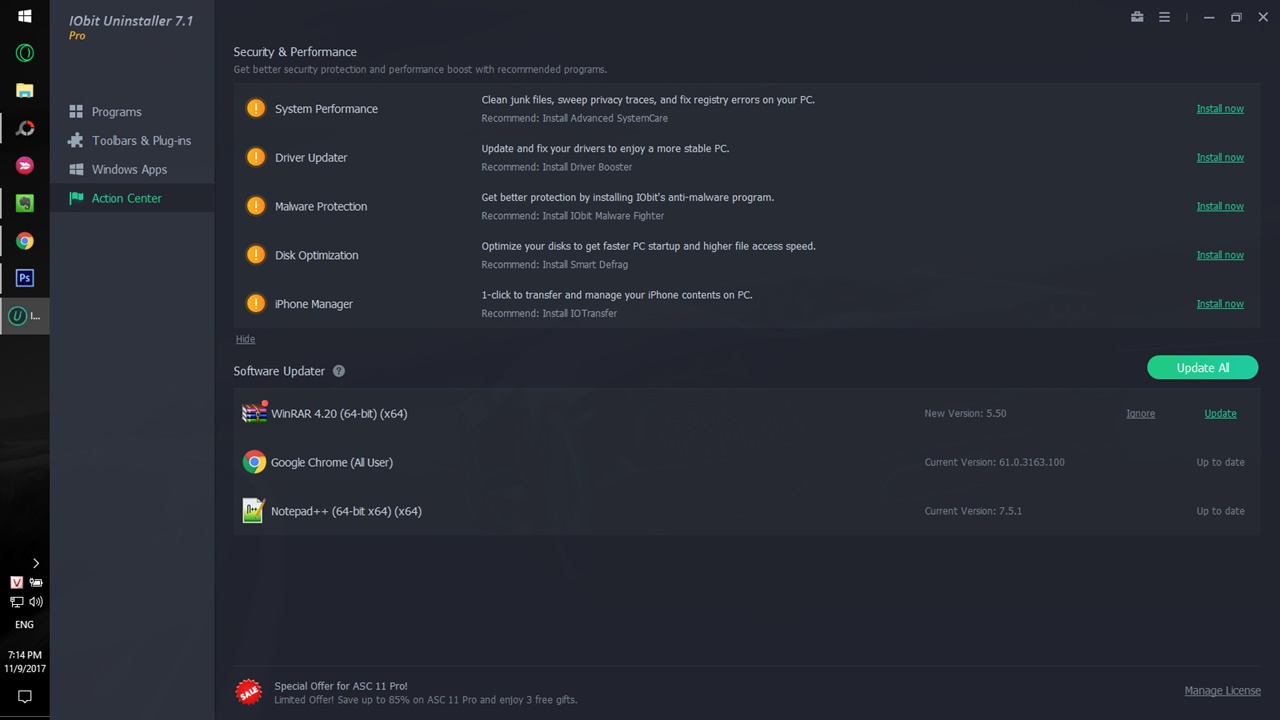 IObit Uninstaller 7.1
Pro
Programs
Toolbars & Plug-ins
Windows Apps
Action Center
Security & Performance
Get better security protection and performance boost with recommended programs.
System Performance
Clean junk files, sweep privacy traces, and fix registry errors on your PC.
Recommend: Install Advanced SystemCare
Install now
Driver Updater
Update and fix your drivers to enjoy a more stable PC.
Recommend: Install Driver Booster
Install now
Malware Protection
Get better protection by installing IObit's anti-malware program.
Recommend: Install IObit Malware Fighter
Install now
Disk Optimization
Optimize your disks to get faster PC startup and higher file access speed.
Recommend: Install Smart Defrag
Install now
iPhone Manager
1-click to transfer and manage your iPhone contents on PC.
Recommend: Install IOTransfer
Install now
Hide
Software Updater ?
Update All
WinRAR 4.20 (64-bit) (x64) New Version: 5.50 Ignore Update
Google Chrome (All User) Current Version: 61.0.3163.100 Up to date
Notepad++ (64-bit x64) (x64) Current Version: 7.5.1 Up to date
SALE
Special Offer for ASC 11 Pro!
Limited Offer! Save up to 85% on ASC 11 Pro and enjoy 3 free gifts.
Manage License
Ps
I...
V
ENG
7:14 PM
11/9/2017